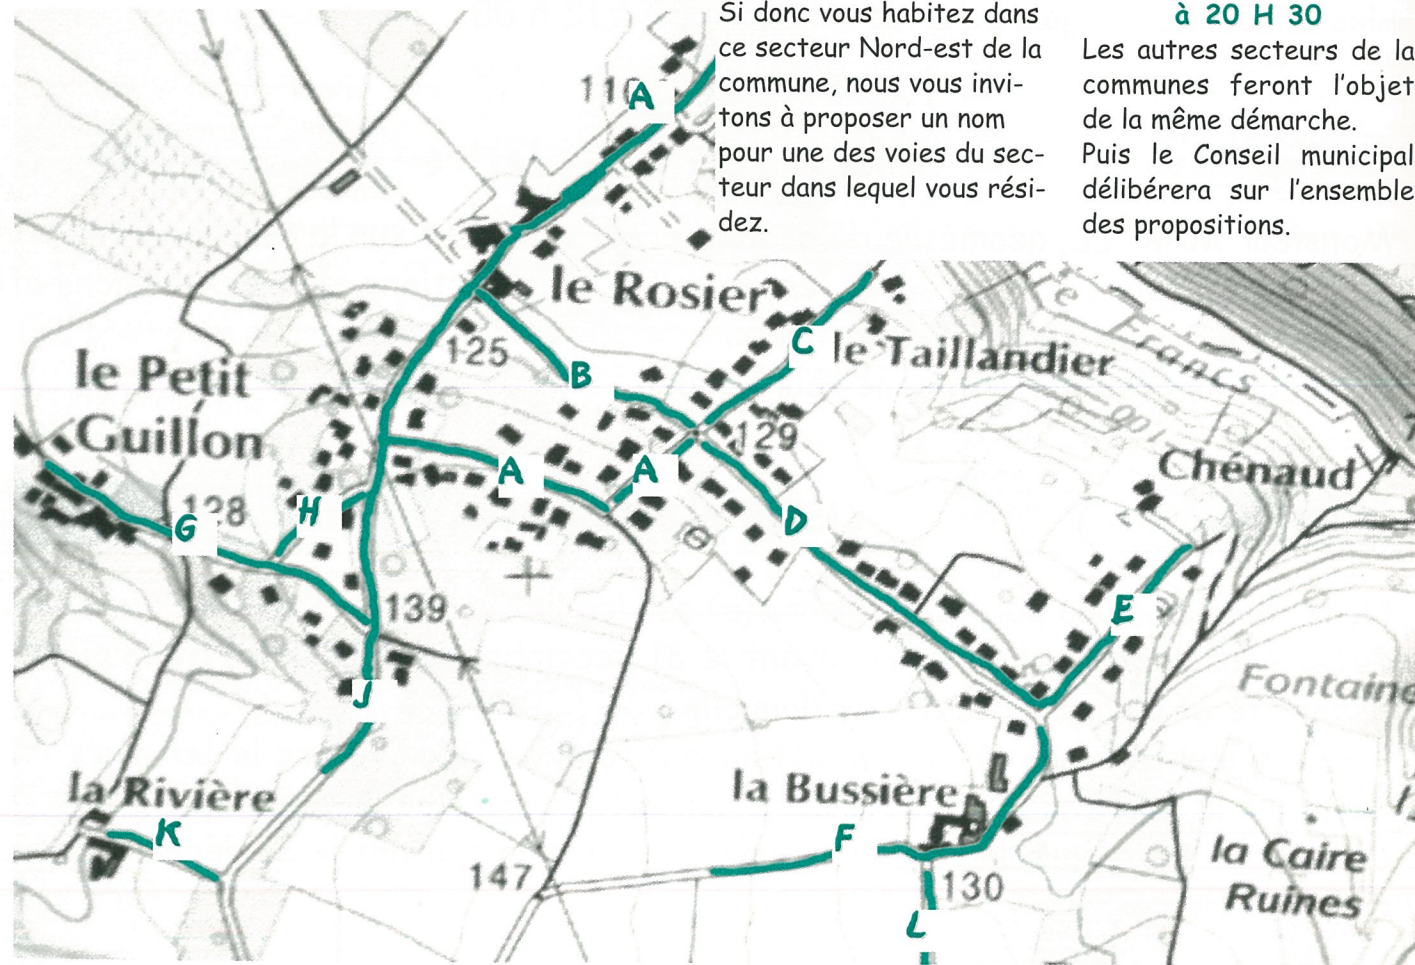 Si donc vous habitez dans
ce secteur Nord-est de la
commune, nous vous invi-
tons à proposer un nom
pour une des voies du sec-
teur dans lequel vous rési-
dez.
à 20 H 30
Les autres secteurs de la
communes feront l'objet
de la même démarche.
Puis le Conseil municipal
délibérera sur l'ensemble
des propositions.
A
le Rosier
125
B
C
le Taillandier
Francs
le Petit
Guillon
129
Chénaud
A
A
H
G
D
139
E
J
Fontaine
la Rivière
K
la Bussière
F
147
130
la Caire
Ruines
L